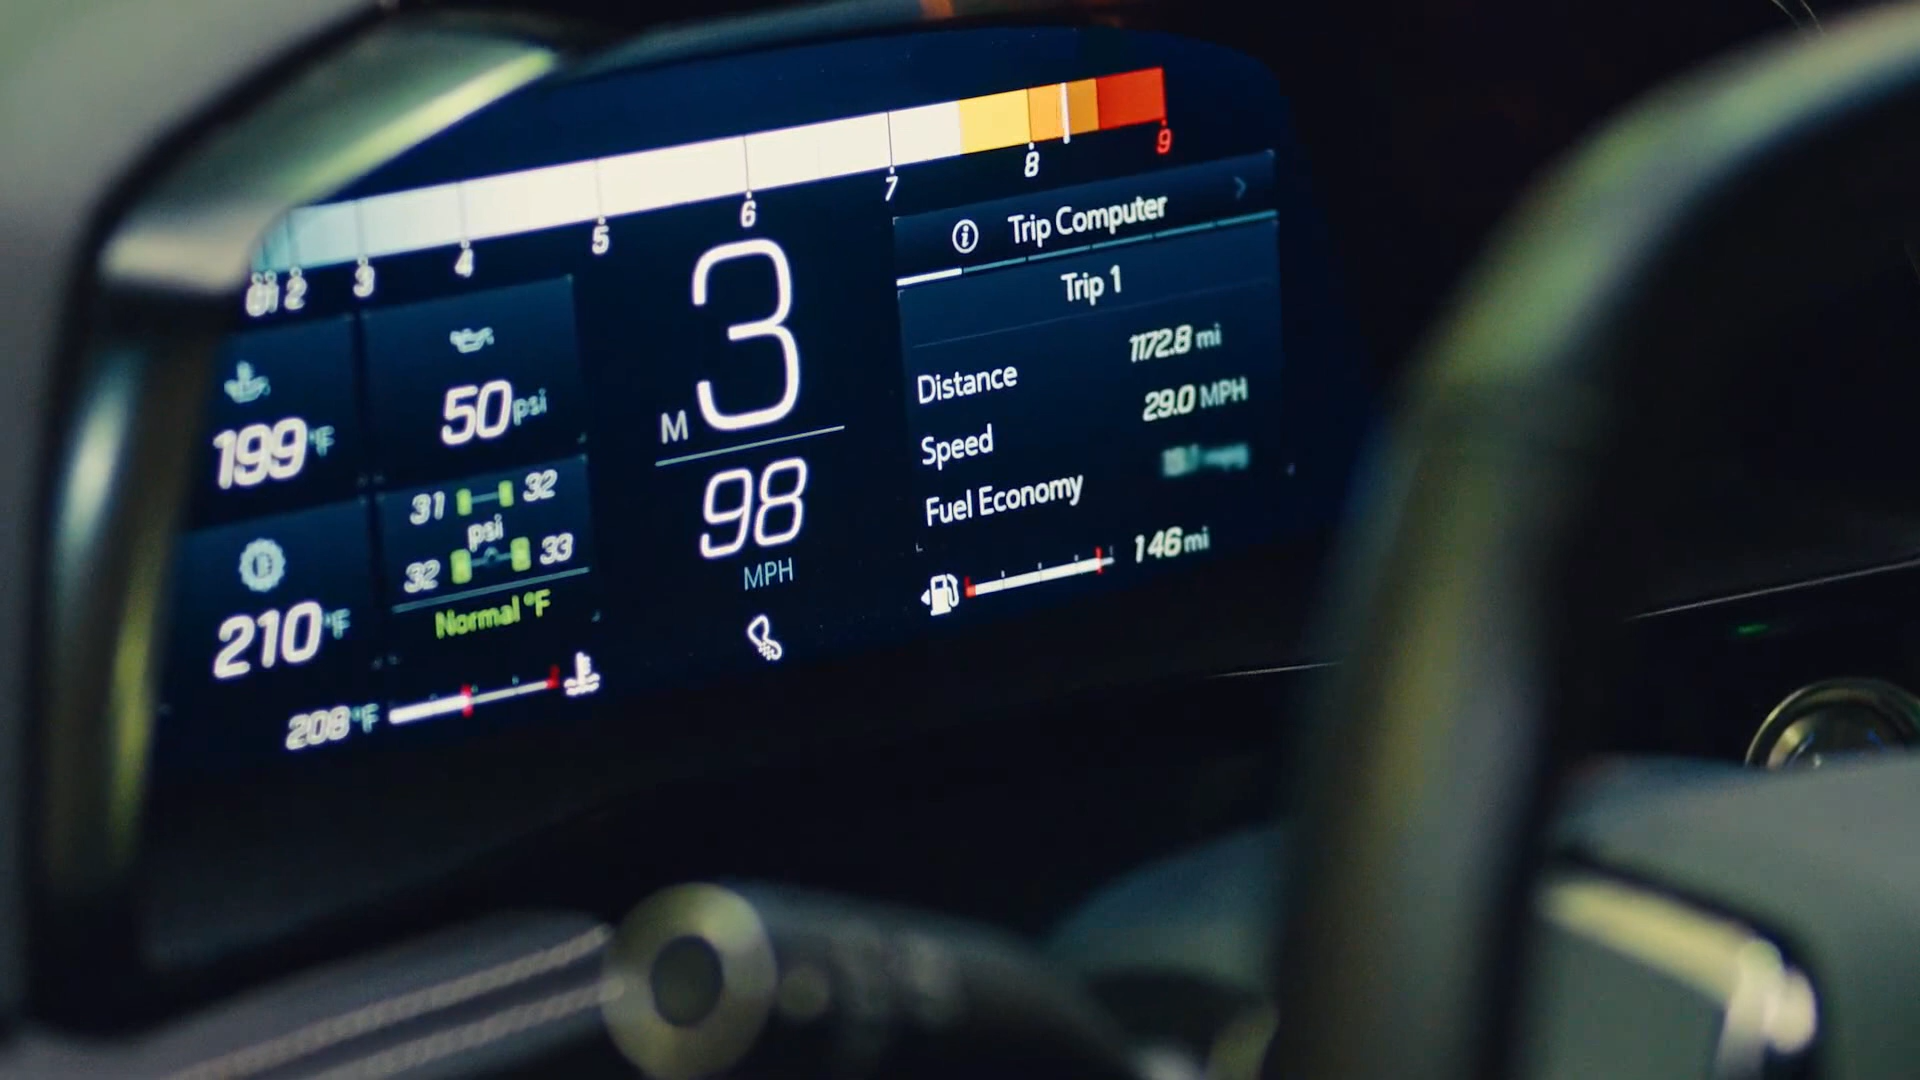 2 3 4 5 6 7 8 9
199 °F
50 psi
31 32
psi
32 33
Normal °F
210 °F
208 °F
M 3
98
MPH
Trip Computer
Trip 1
Distance 1172.8 mi
Speed 29.0 MPH
Fuel Economy
146 mi